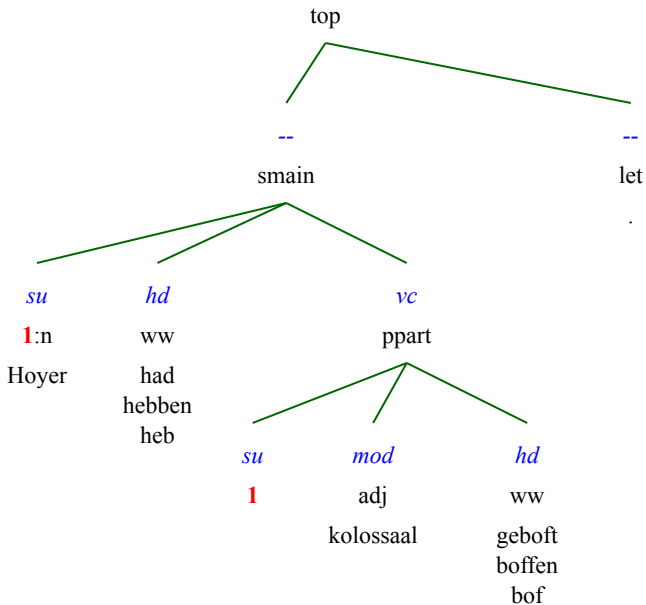 top
-- --
smain let
.
su hd vc
1:n ww ppart
Hoyer had
hebben
heb
su mod hd
1 adj ww
kolossaal geboft
boffen
bof